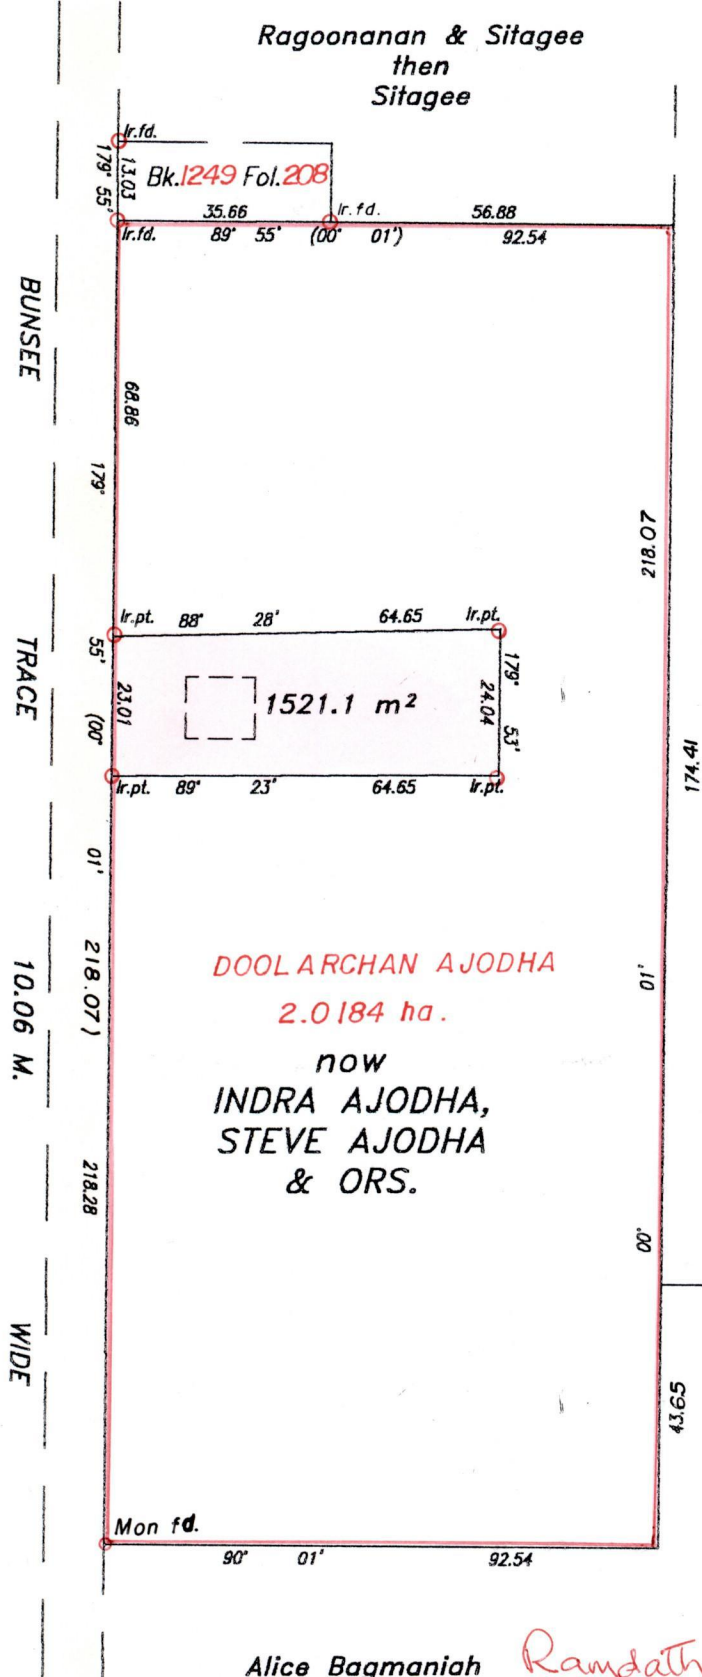 Ragoonanan & Sitagee
then
Sitagee
Ir.fd.
13.03
179° 55'
Bk.1249 Fol.208
35.66
Ir.fd.
56.88
Ir.fd.
89° 55' (00° 01') 92.54
BUNSEE TRACE 10.06 M. WIDE
68.86
179° 55' (00° 01' 218.07)
218.07
Ir.pt. 88° 28' 64.65 Ir.pt.
23.01
1521.1 m²
24.04
179° 53'
Ir.pt. 89° 23' 64.65 Ir.pt.
174.41
DOOLARCHAN AJODHA
2.0184 ha.
now
INDRA AJODHA,
STEVE AJODHA
& ORS.
01'
00°
218.28
43.65
Mon fd.
90° 01' 92.54
Alice Bagmaniah
Ramdath